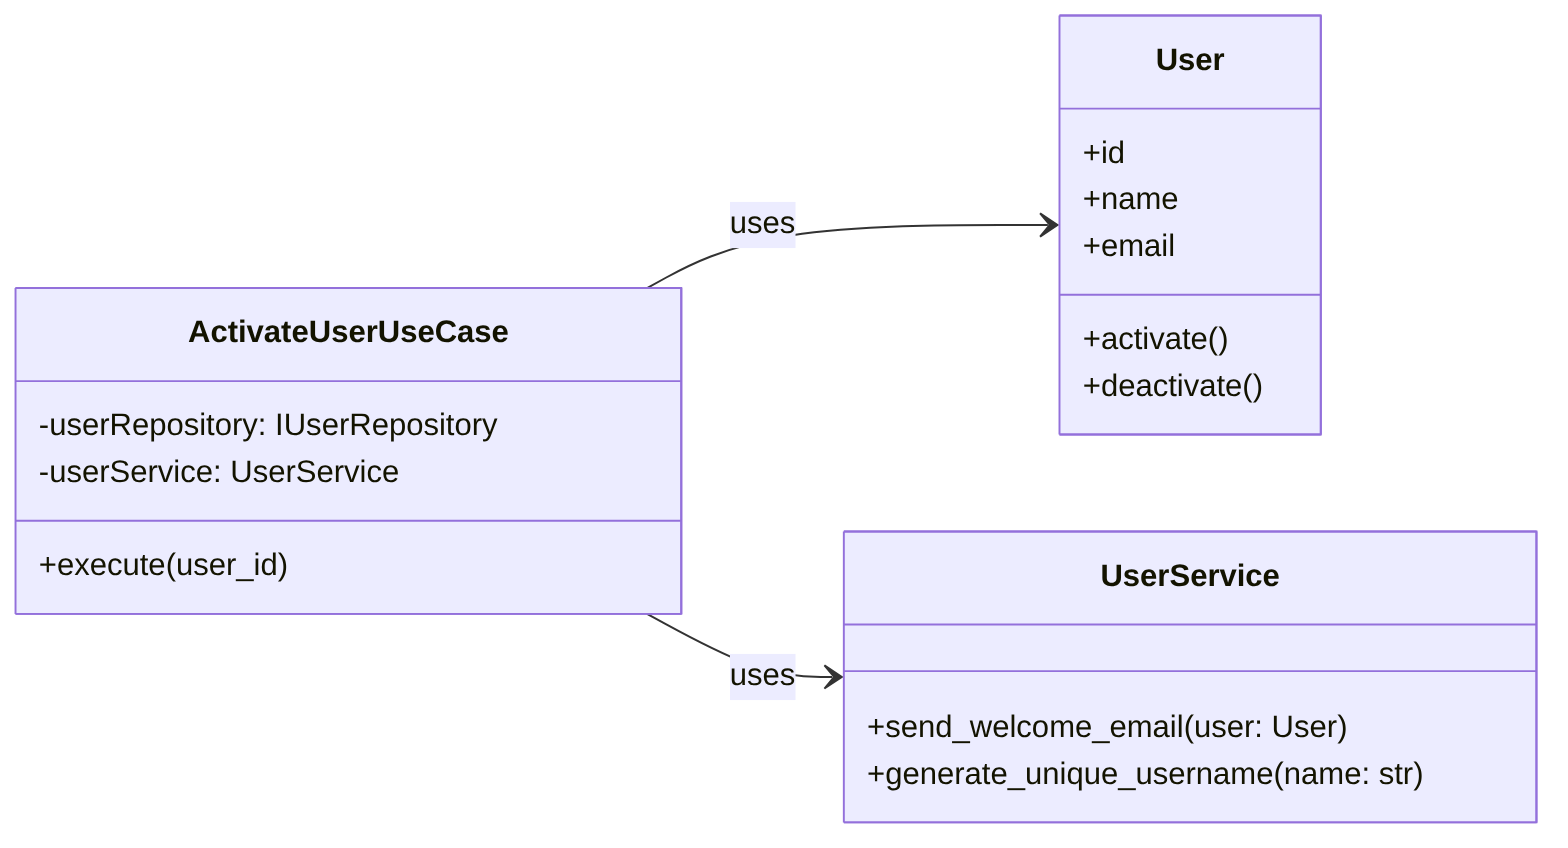 User
+id
+name
+email
+activate()
+deactivate()
uses
ActivateUserUseCase
-userRepository: IUserRepository
-userService: UserService
+execute(user_id)
uses
UserService
+send_welcome_email(user: User)
+generate_unique_username(name: str)